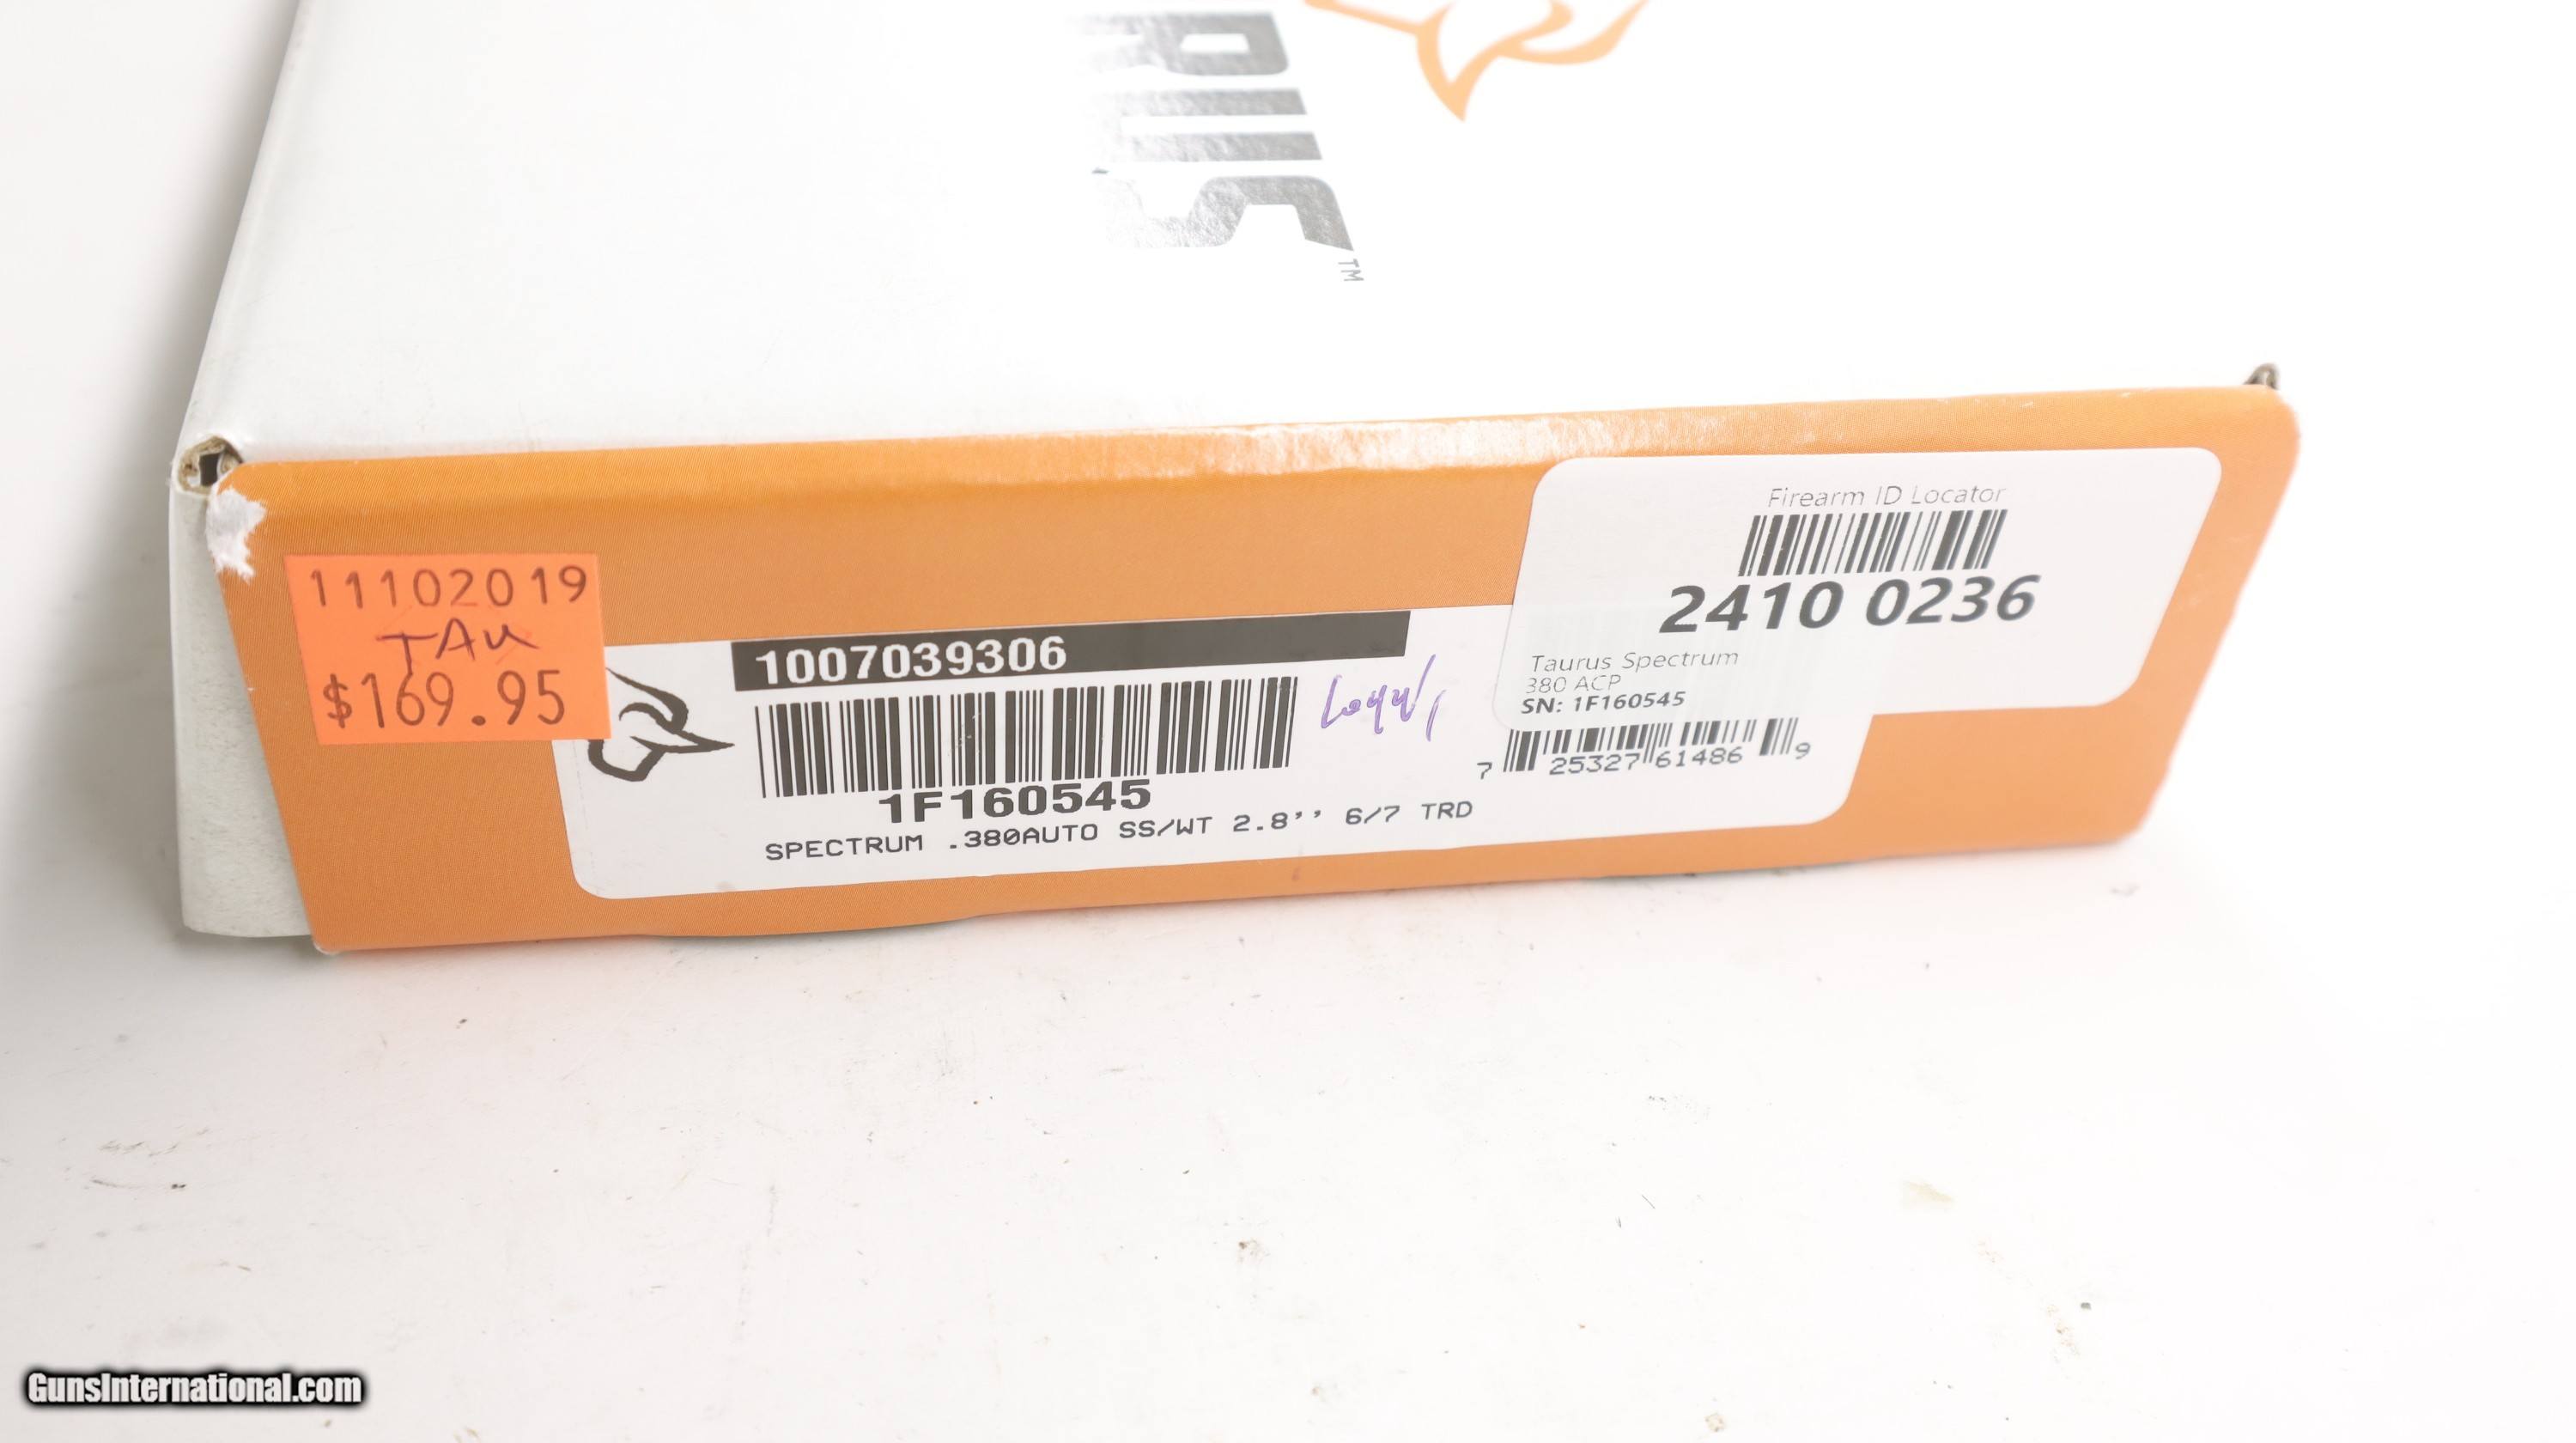 RUS™
11102019
TAU
$169.95
1007039306
1F160545
SPECTRUM .380AUTO SS/WT 2.8'' 6/7 TRD
Firearm ID Locator
2410 0236
Taurus Spectrum
380 ACP
SN: 1F160545
7 25327 61486 9
GunsInternational.com